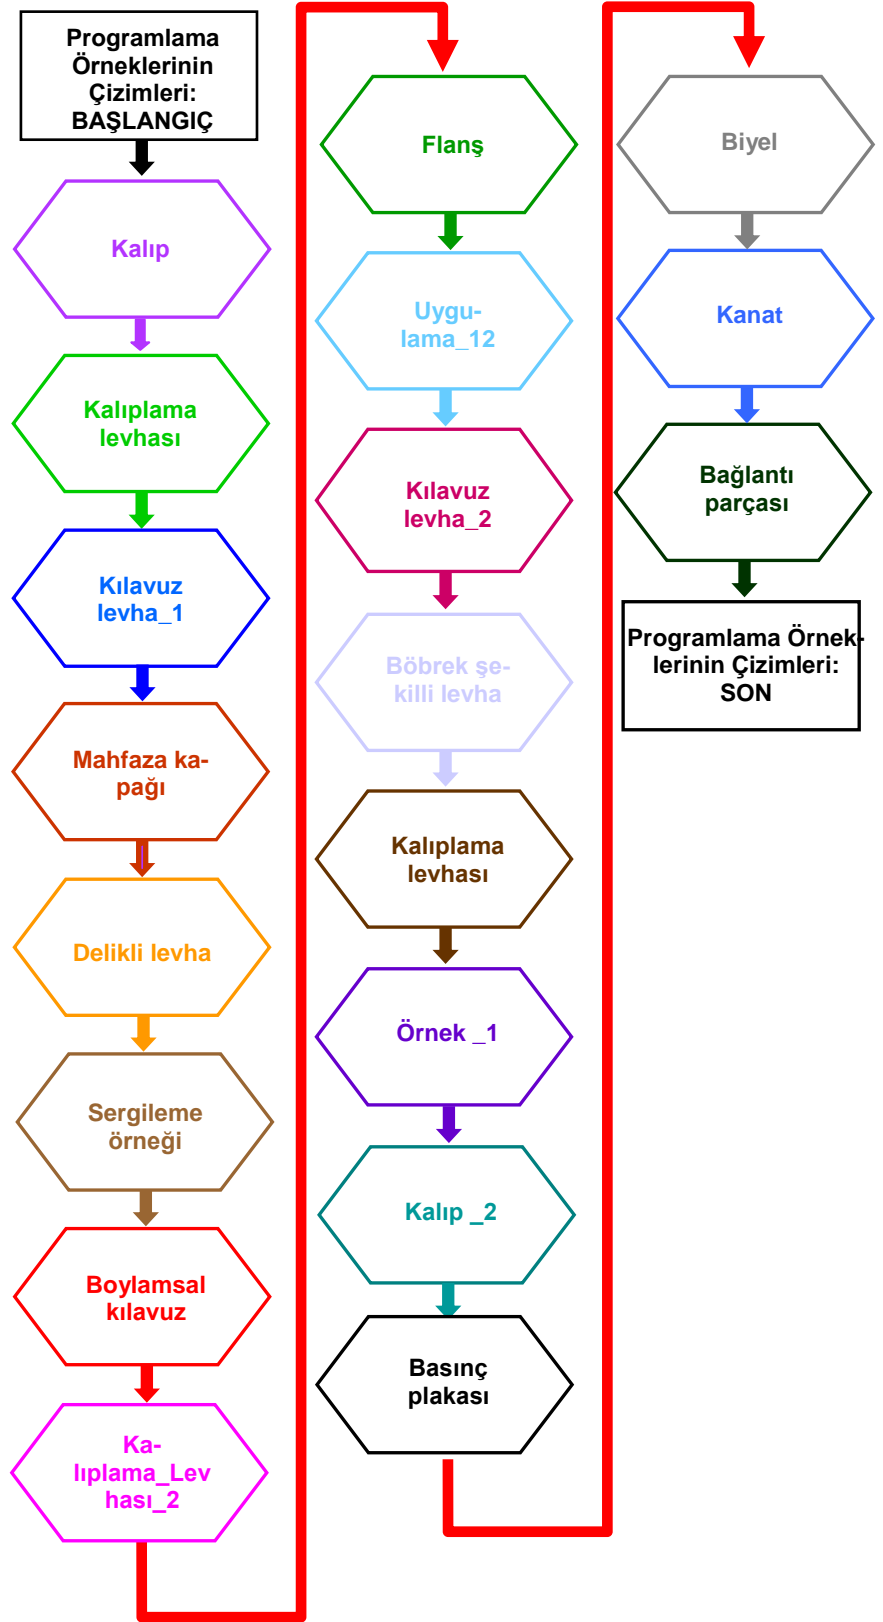 Programlama
Örneklerinin
Çizimleri:
BAŞLANGIÇ
Kalıp
Kalıplama
levhası
Kılavuz
levha_1
Mahfaza ka-
pağı
Delikli levha
Sergileme
örneği
Boylamsal
kılavuz
Ka-
lıplama_Lev
hası_2
Flanş
Uygu-
lama_12
Kılavuz
levha_2
Böbrek şe-
killi levha
Kalıplama
levhası
Örnek _1
Kalıp _2
Basınç
plakası
Biyel
Kanat
Bağlantı
parçası
Programlama Örnek-
lerinin Çizimleri:
SON